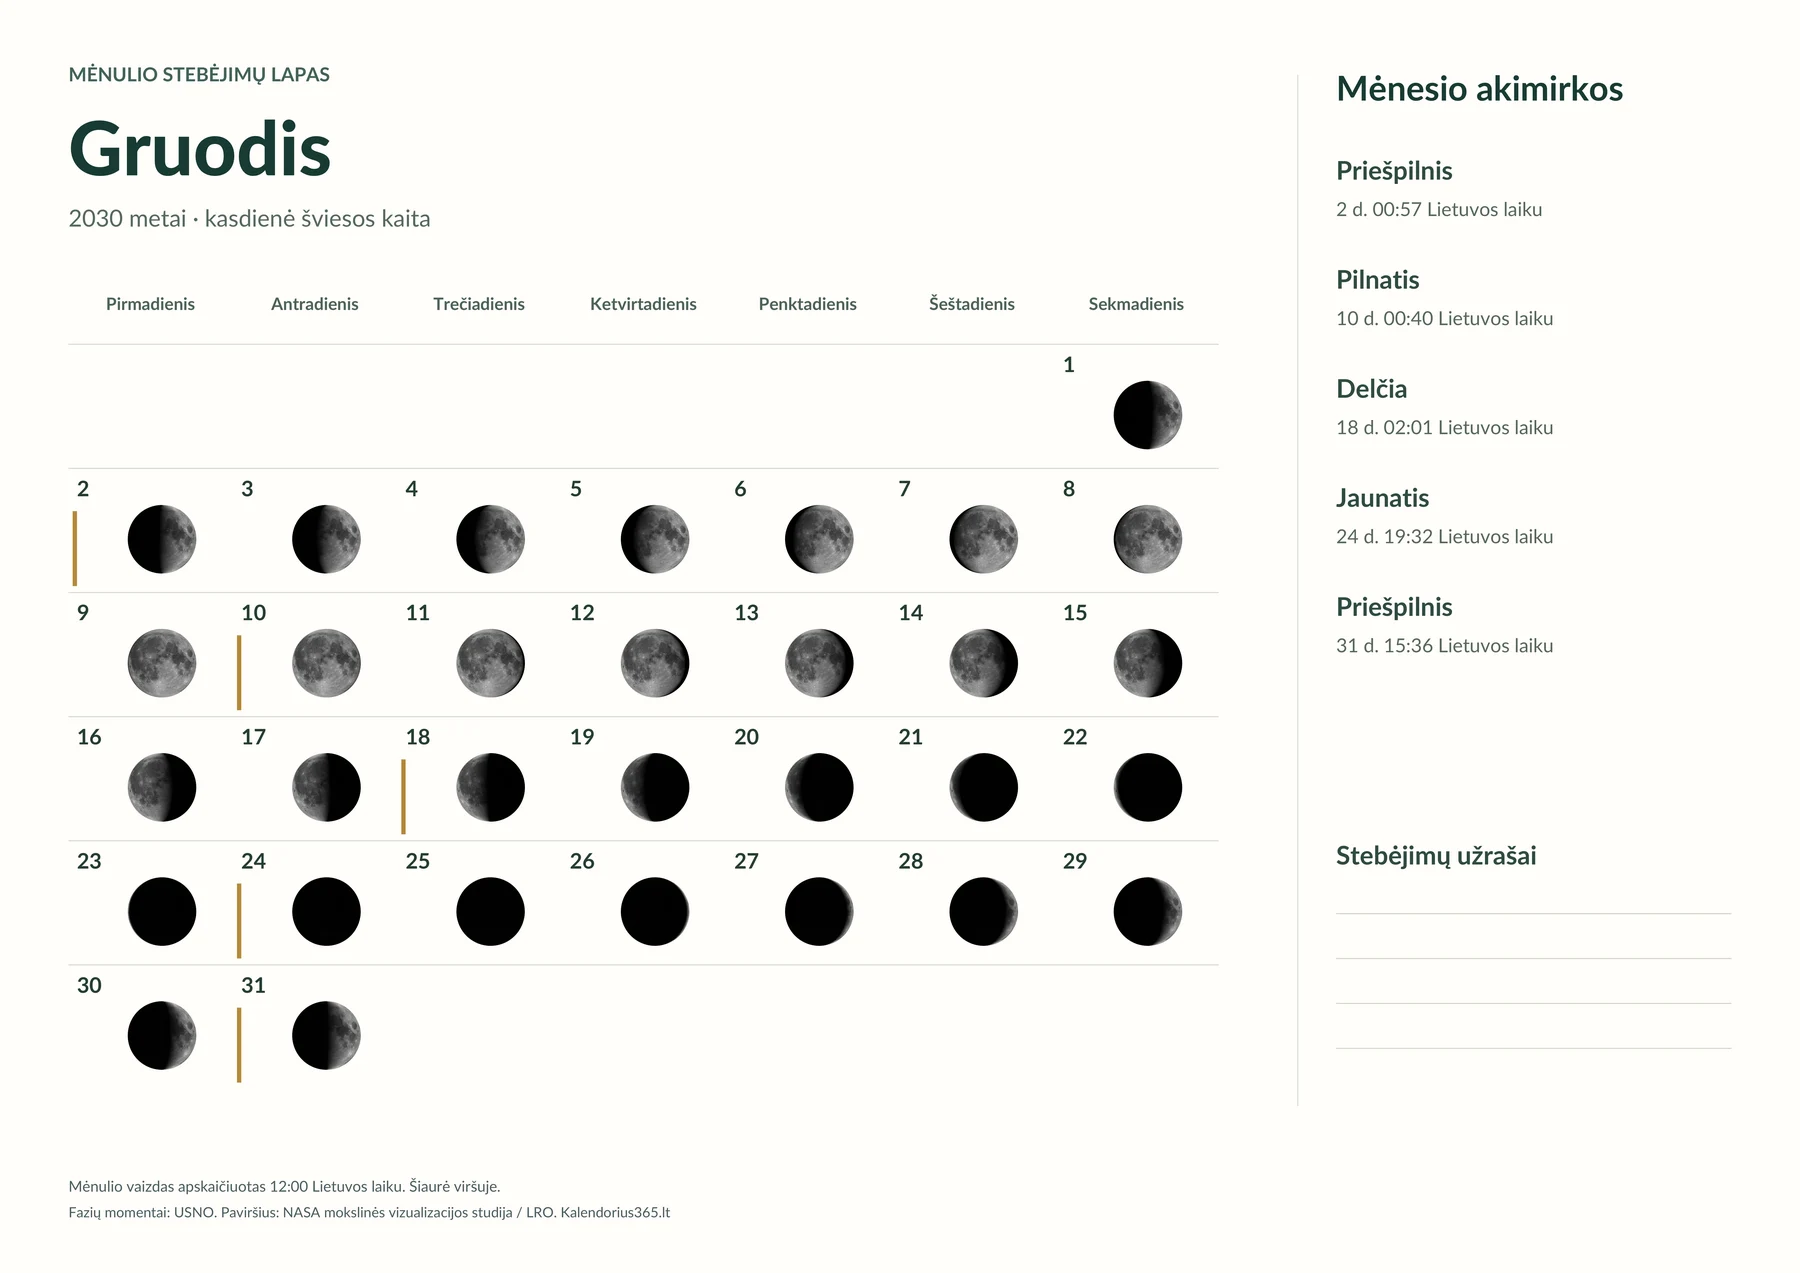 MĖNULIO STEBĖJIMŲ LAPAS
Gruodis
2030 metai · kasdienė šviesos kaita
Pirmadienis Antradienis Trečiadienis Ketvirtadienis Penktadienis Šeštadienis Sekmadienis
1
2 3 4 5 6 7 8
9 10 11 12 13 14 15
16 17 18 19 20 21 22
23 24 25 26 27 28 29
30 31
Mėnesio akimirkos
Priešpilnis
2 d. 00:57 Lietuvos laiku
Pilnatis
10 d. 00:40 Lietuvos laiku
Delčia
18 d. 02:01 Lietuvos laiku
Jaunatis
24 d. 19:32 Lietuvos laiku
Priešpilnis
31 d. 15:36 Lietuvos laiku
Stebėjimų užrašai
Mėnulio vaizdas apskaičiuotas 12:00 Lietuvos laiku. Šiaurė viršuje.
Fazių momentai: USNO. Paviršius: NASA mokslinės vizualizacijos studija / LRO. Kalendorius365.lt